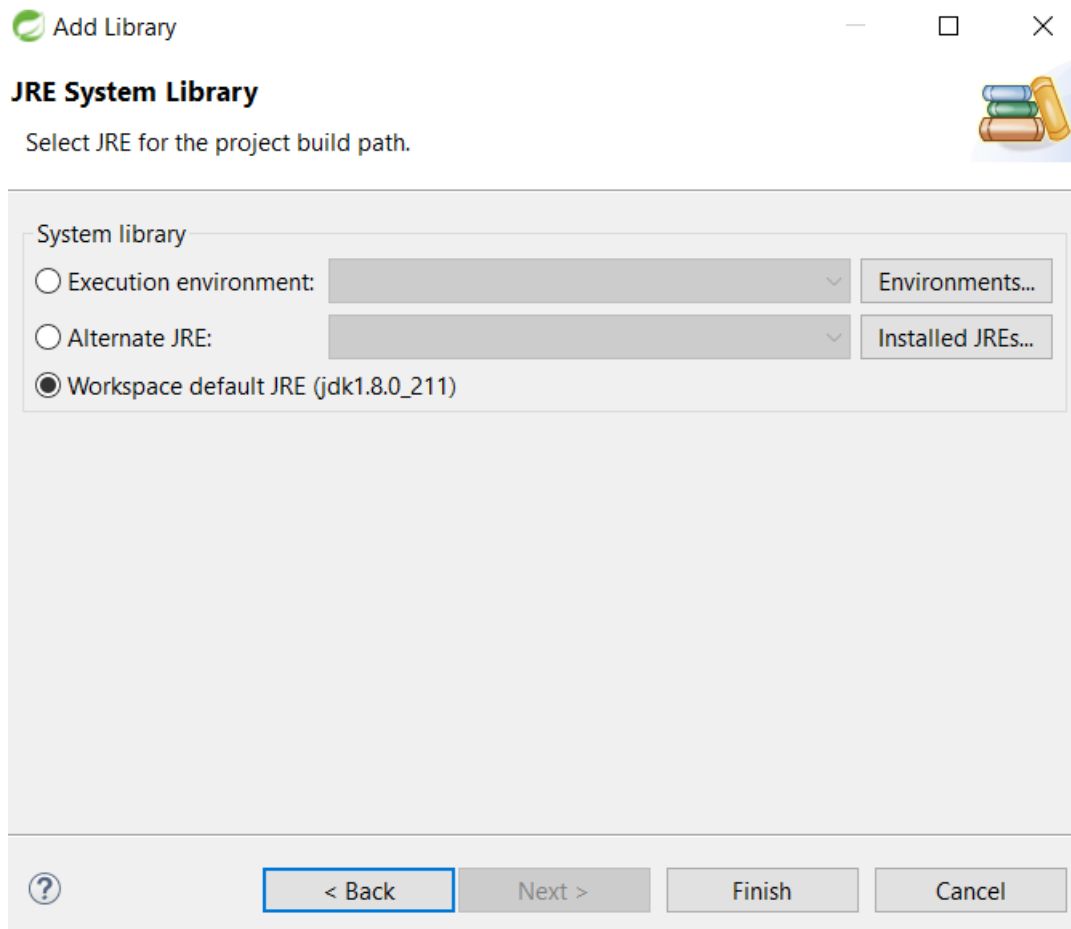 Add Library
JRE System Library
Select JRE for the project build path.
System library
Execution environment:
Environments...
Alternate JRE:
Installed JREs...
Workspace default JRE (jdk1.8.0_211)
?
< Back
Next >
Finish
Cancel